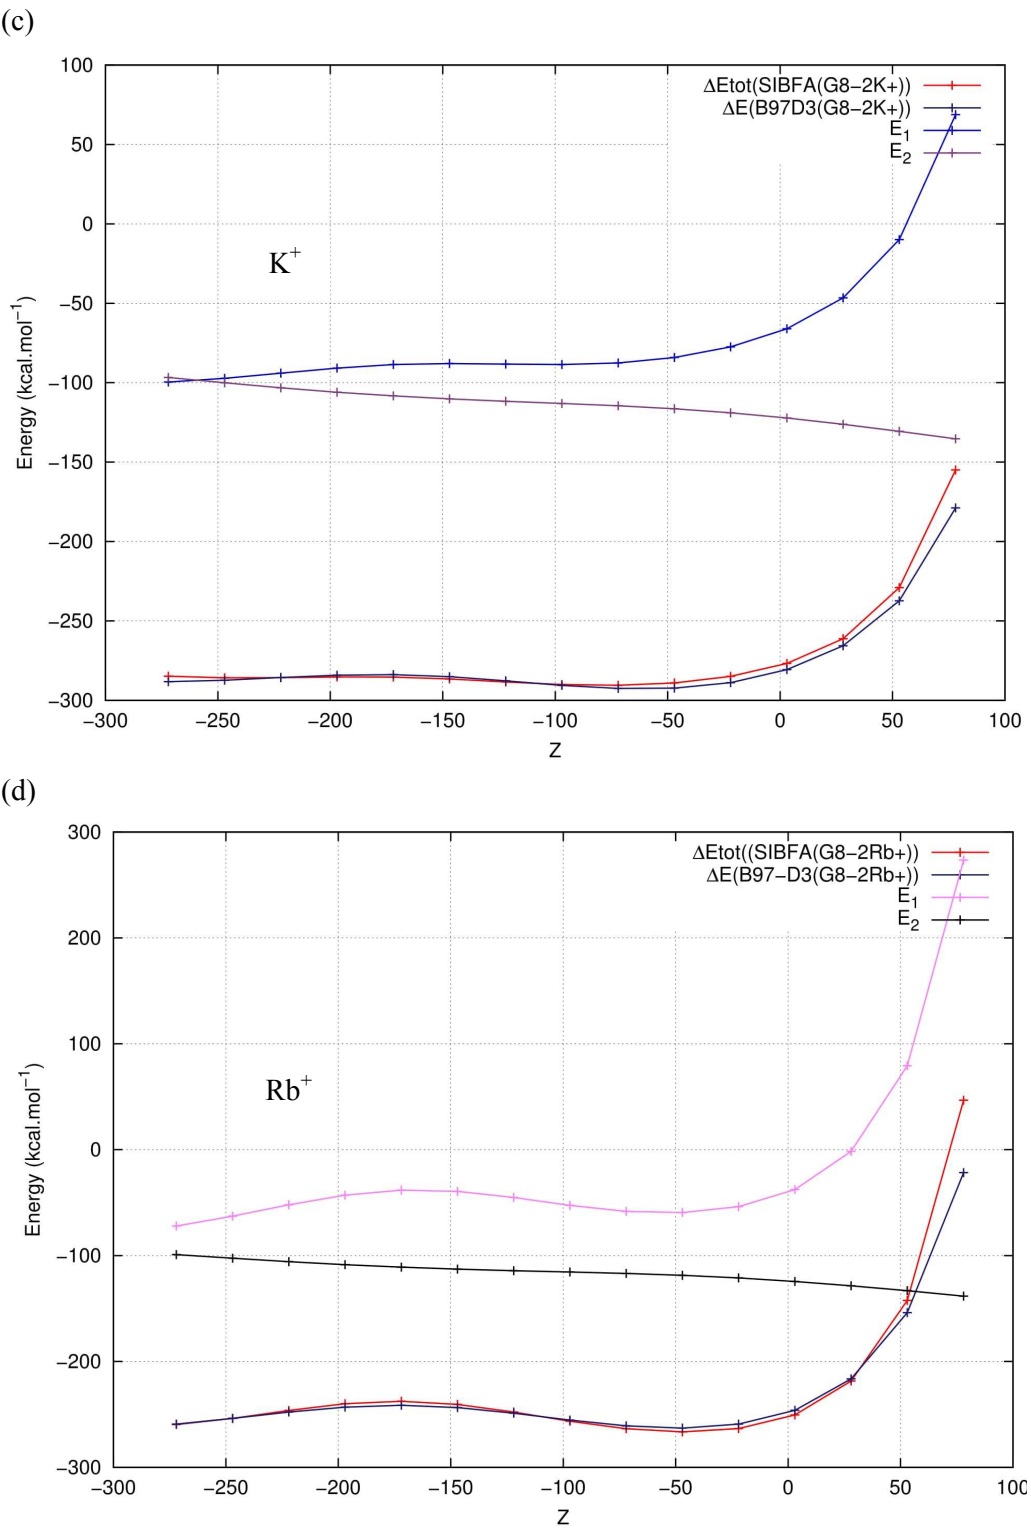 (c)
100
50
0
−50
−100
−150
−200
−250
−300
Energy (kcal.mol−1)
ΔEtot(SIBFA(G8−2K+))
ΔE(B97D3(G8−2K+))
E1
E2
K+
−300 −250 −200 −150 −100 −50 0 50 100
Z
(d)
300
200
100
0
−100
−200
−300
Energy (kcal.mol−1)
ΔEtot((SIBFA(G8−2Rb+))
ΔE(B97−D3(G8−2Rb+))
E1
E2
Rb+
−300 −250 −200 −150 −100 −50 0 50 100
Z